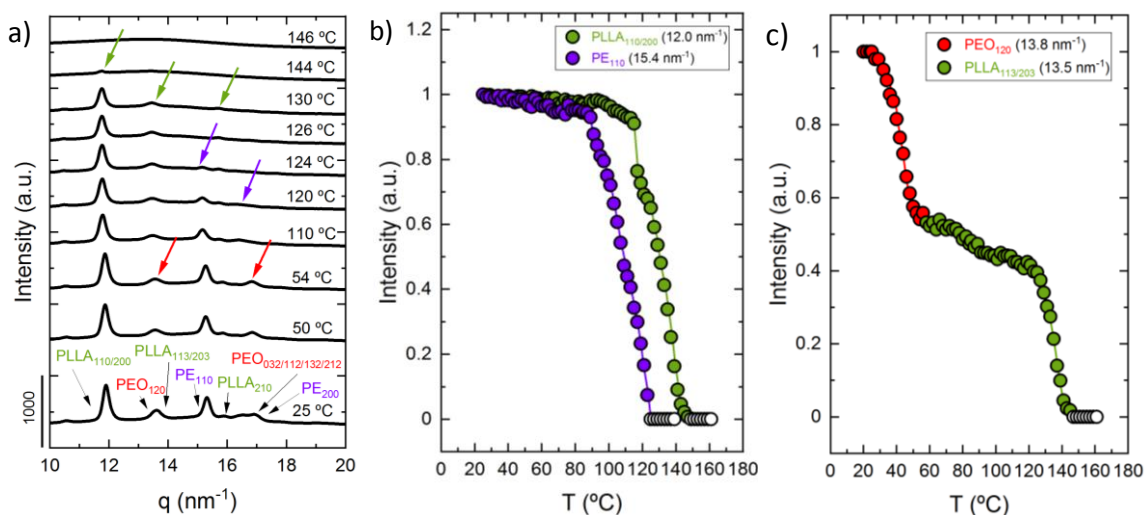 a)
146 ºC
144 ºC
130 ºC
126 ºC
124 ºC
120 ºC
110 ºC
54 ºC
50 ºC
25 ºC
PLLA110/200
PLLA113/203
PEO120
PE110
PLLA210
PEO032/112/132/212
PE200
1000
Intensity (a.u.)
10 12 14 16 18 20
q (nm-1)
b)
PLLA110/200 (12.0 nm-1)
PE110 (15.4 nm-1)
1.2
1
0.8
0.6
0.4
0.2
0
Intensity (a.u.)
0 20 40 60 80 100 120 140 160 180
T (ºC)
c)
PEO120 (13.8 nm-1)
PLLA113/203 (13.5 nm-1)
1
0.8
0.6
0.4
0.2
0
Intensity (a.u.)
0 20 40 60 80 100 120 140 160 180
T (ºC)